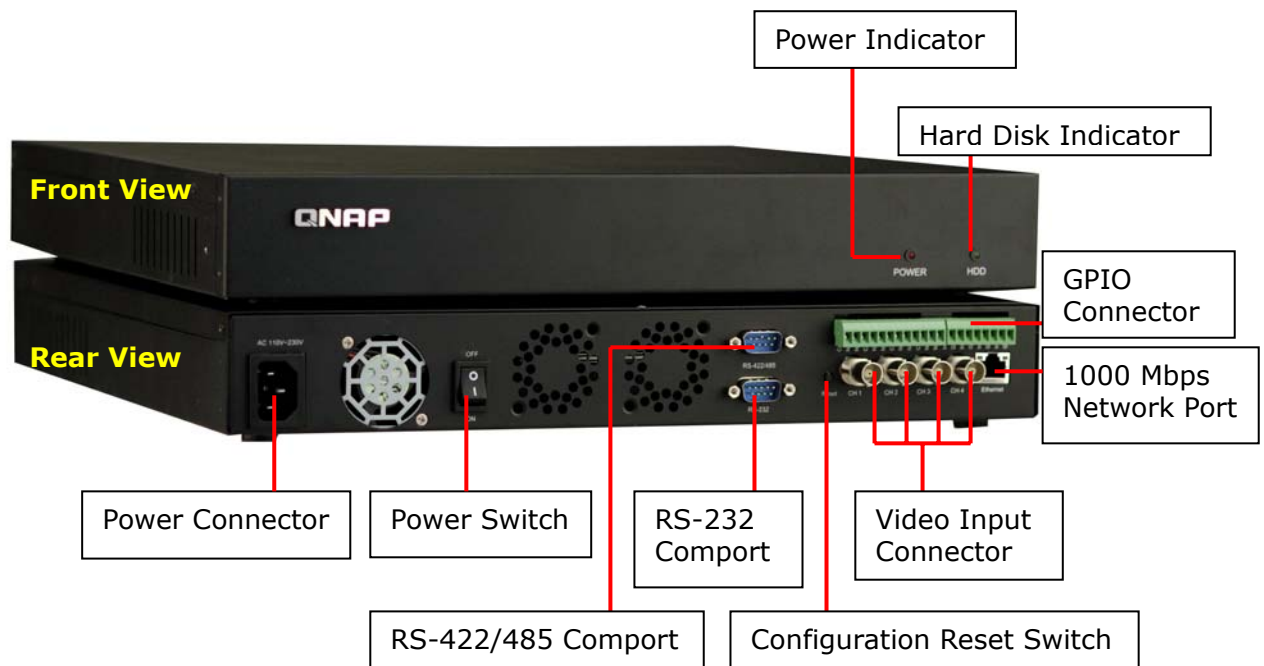 Power Indicator
Hard Disk Indicator
Front View
QNAP
POWER
HDD
GPIO
Connector
Rear View
AC 110V~230V
OFF
ON
RS-422/485
RS-232
CH 1
CH 2
CH 3
CH 4
Ethernet
1000 Mbps
Network Port
Power Connector
Power Switch
RS-232
Comport
Video Input
Connector
RS-422/485 Comport
Configuration Reset Switch